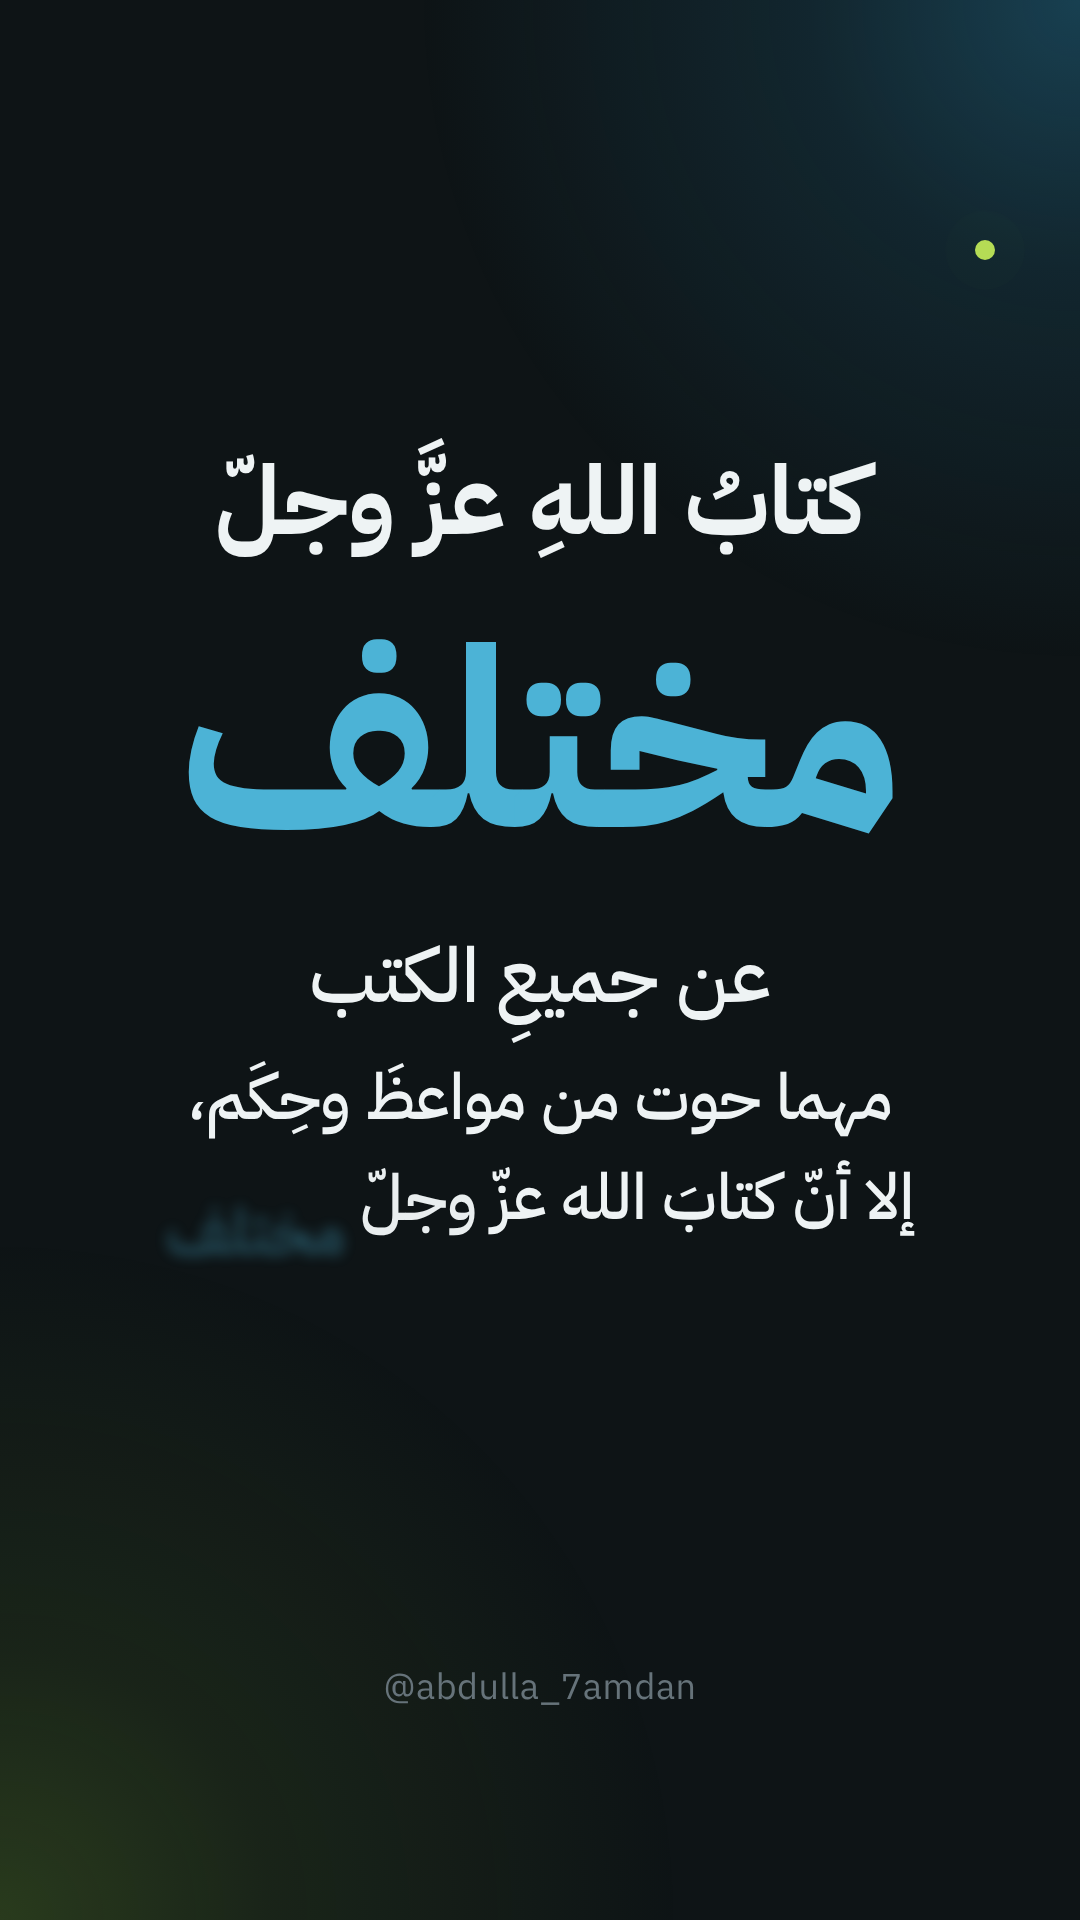 كتابُ اللهِ عزَّ وجلّ
مختلف
عن جميعِ الكتب
مهما حوت من مواعظَ وحِكَم،
إلا أنّ كتابَ الله عزّ وجلّ مختلف
@abdulla_7amdan